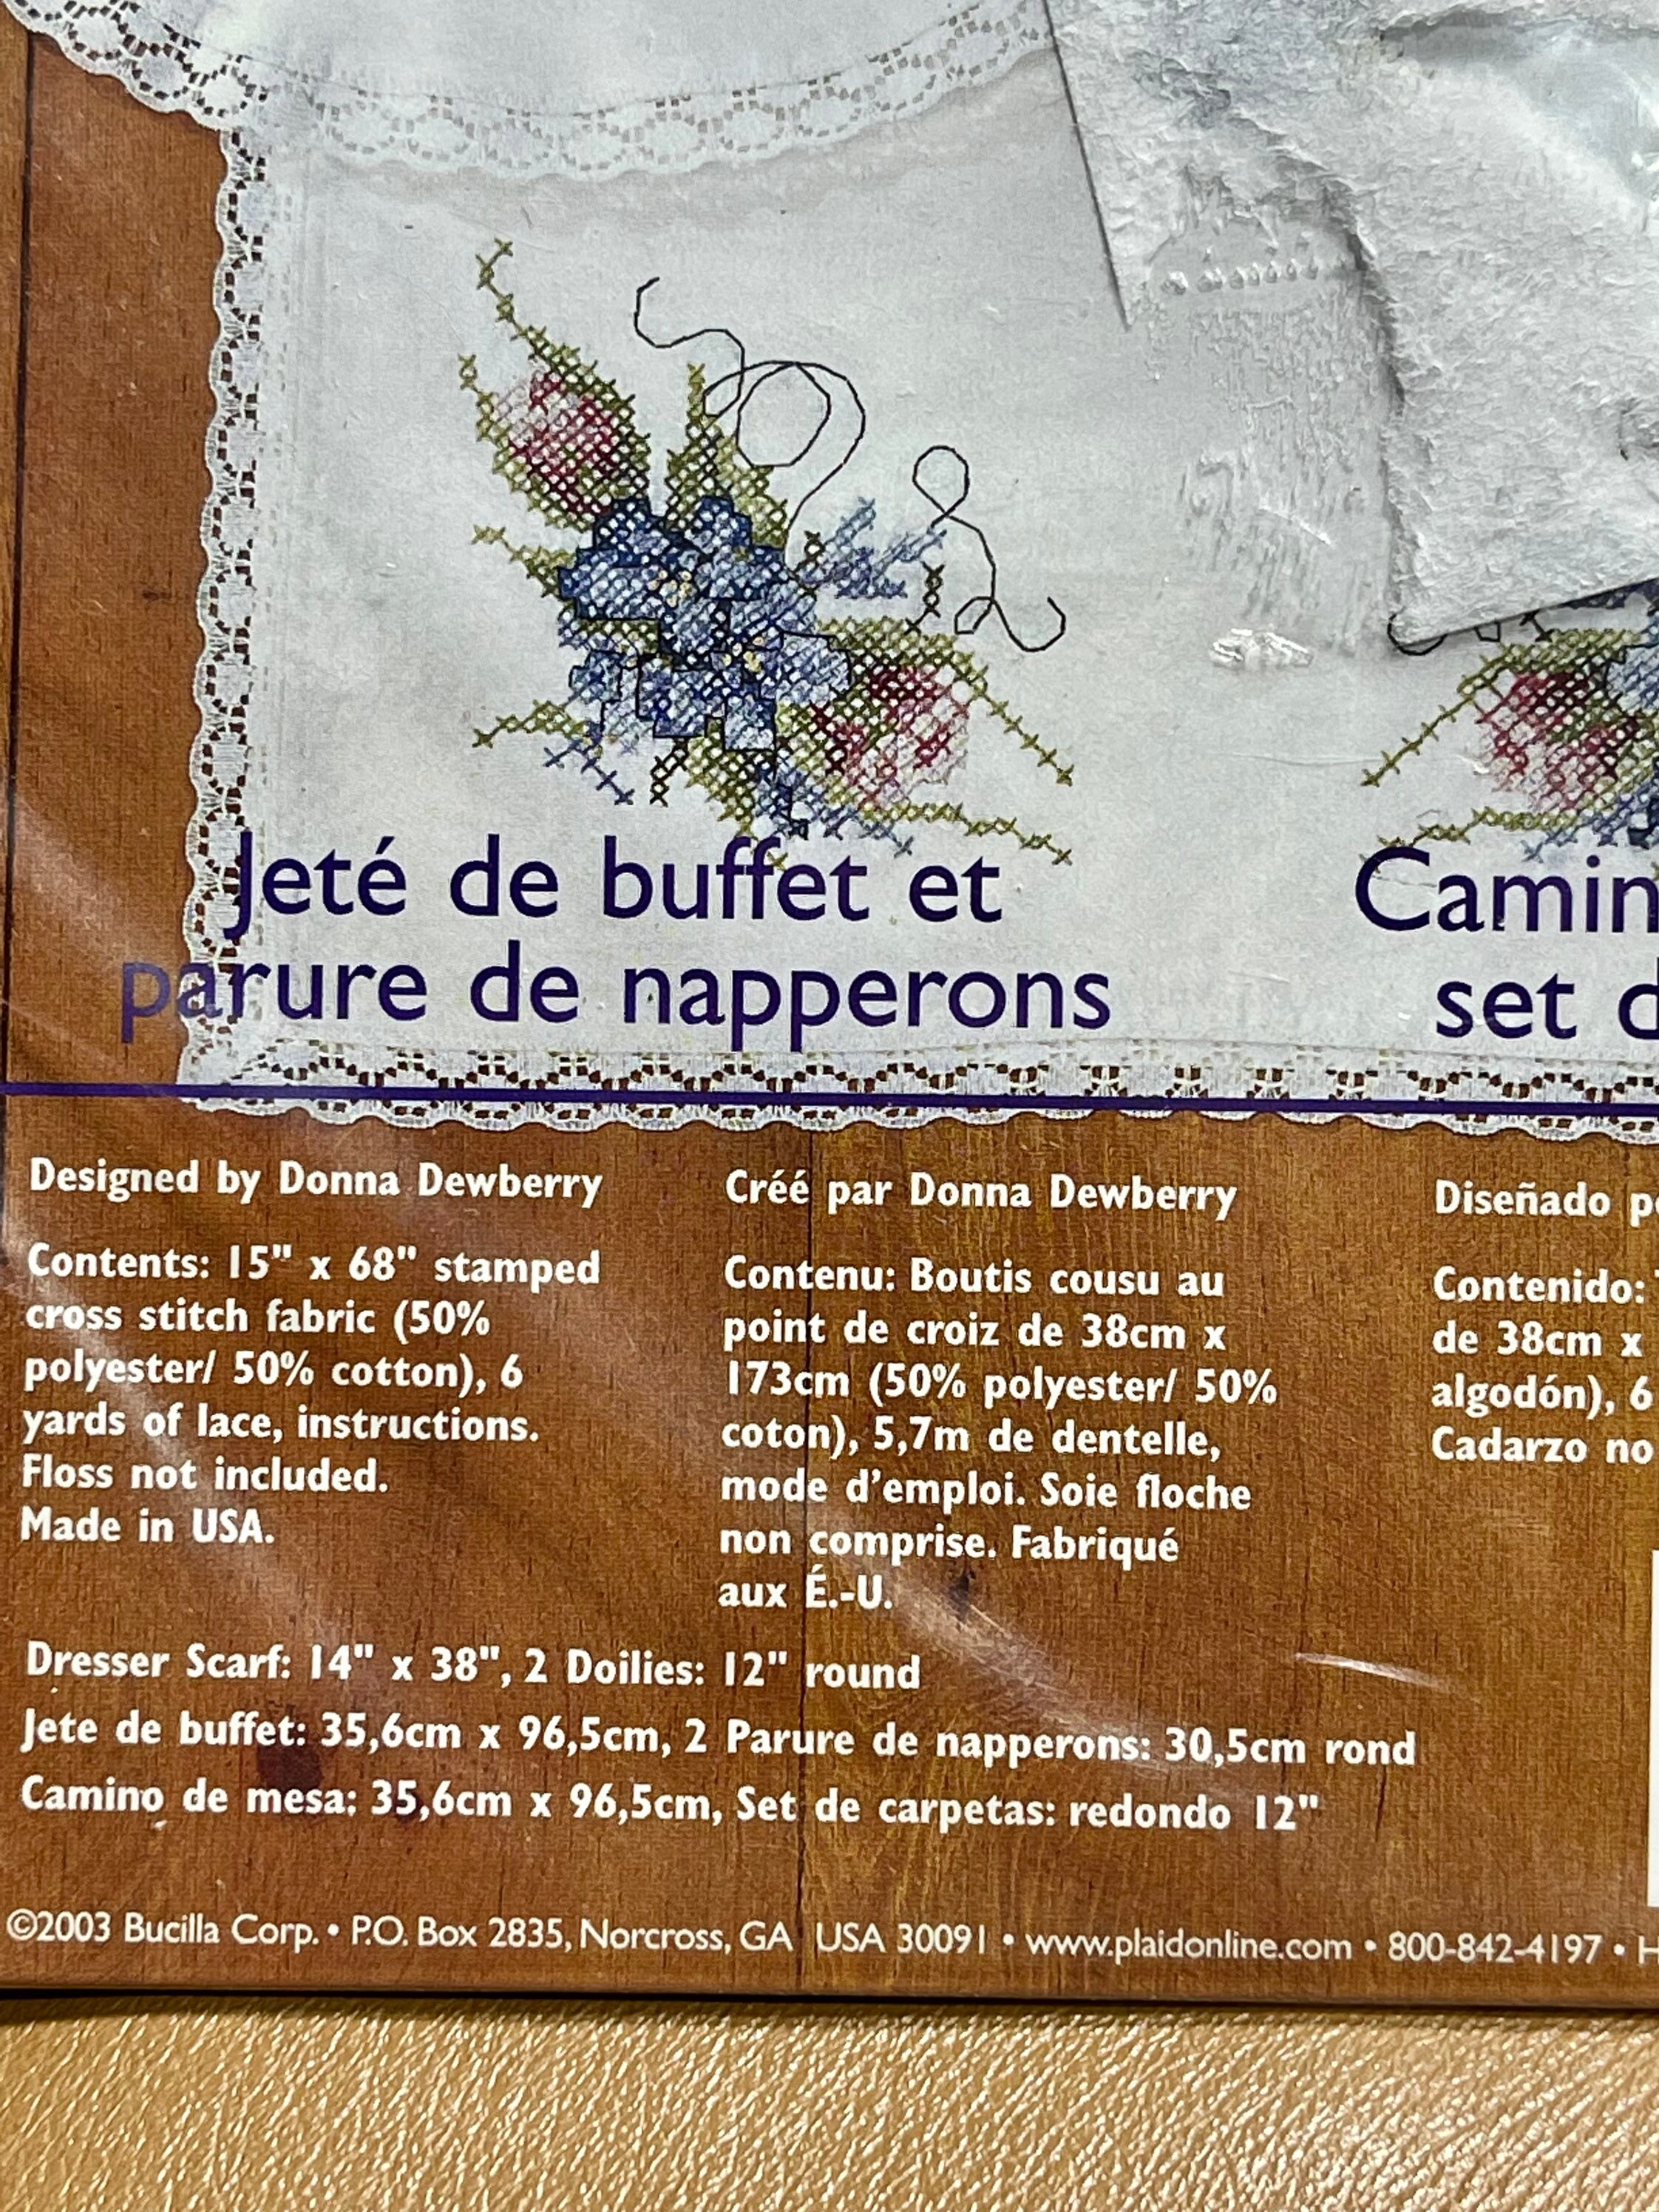 Jeté de buffet et
parure de napperons
Camin
set d
Designed by Donna Dewberry
Contents: 15" x 68" stamped
cross stitch fabric (50%
polyester/ 50% cotton), 6
yards of lace, instructions.
Floss not included.
Made in USA.
Créé par Donna Dewberry
Contenu: Boutis cousu au
point de croiz de 38cm x
173cm (50% polyester/ 50%
coton), 5,7m de dentelle,
mode d'emploi. Soie floche
non comprise. Fabriqué
aux É.-U.
Diseñado p
Contenido:
de 38cm x
algodón), 6
Cadarzo no
Dresser Scarf: 14" x 38", 2 Doilies: 12" round
Jete de buffet: 35,6cm x 96,5cm, 2 Parure de napperons: 30,5cm rond
Camino de mesa: 35,6cm x 96,5cm, Set de carpetas: redondo 12"
©2003 Bucilla Corp. • P.O. Box 2835, Norcross, GA USA 30091 • www.plaidonline.com • 800-842-4197 • H